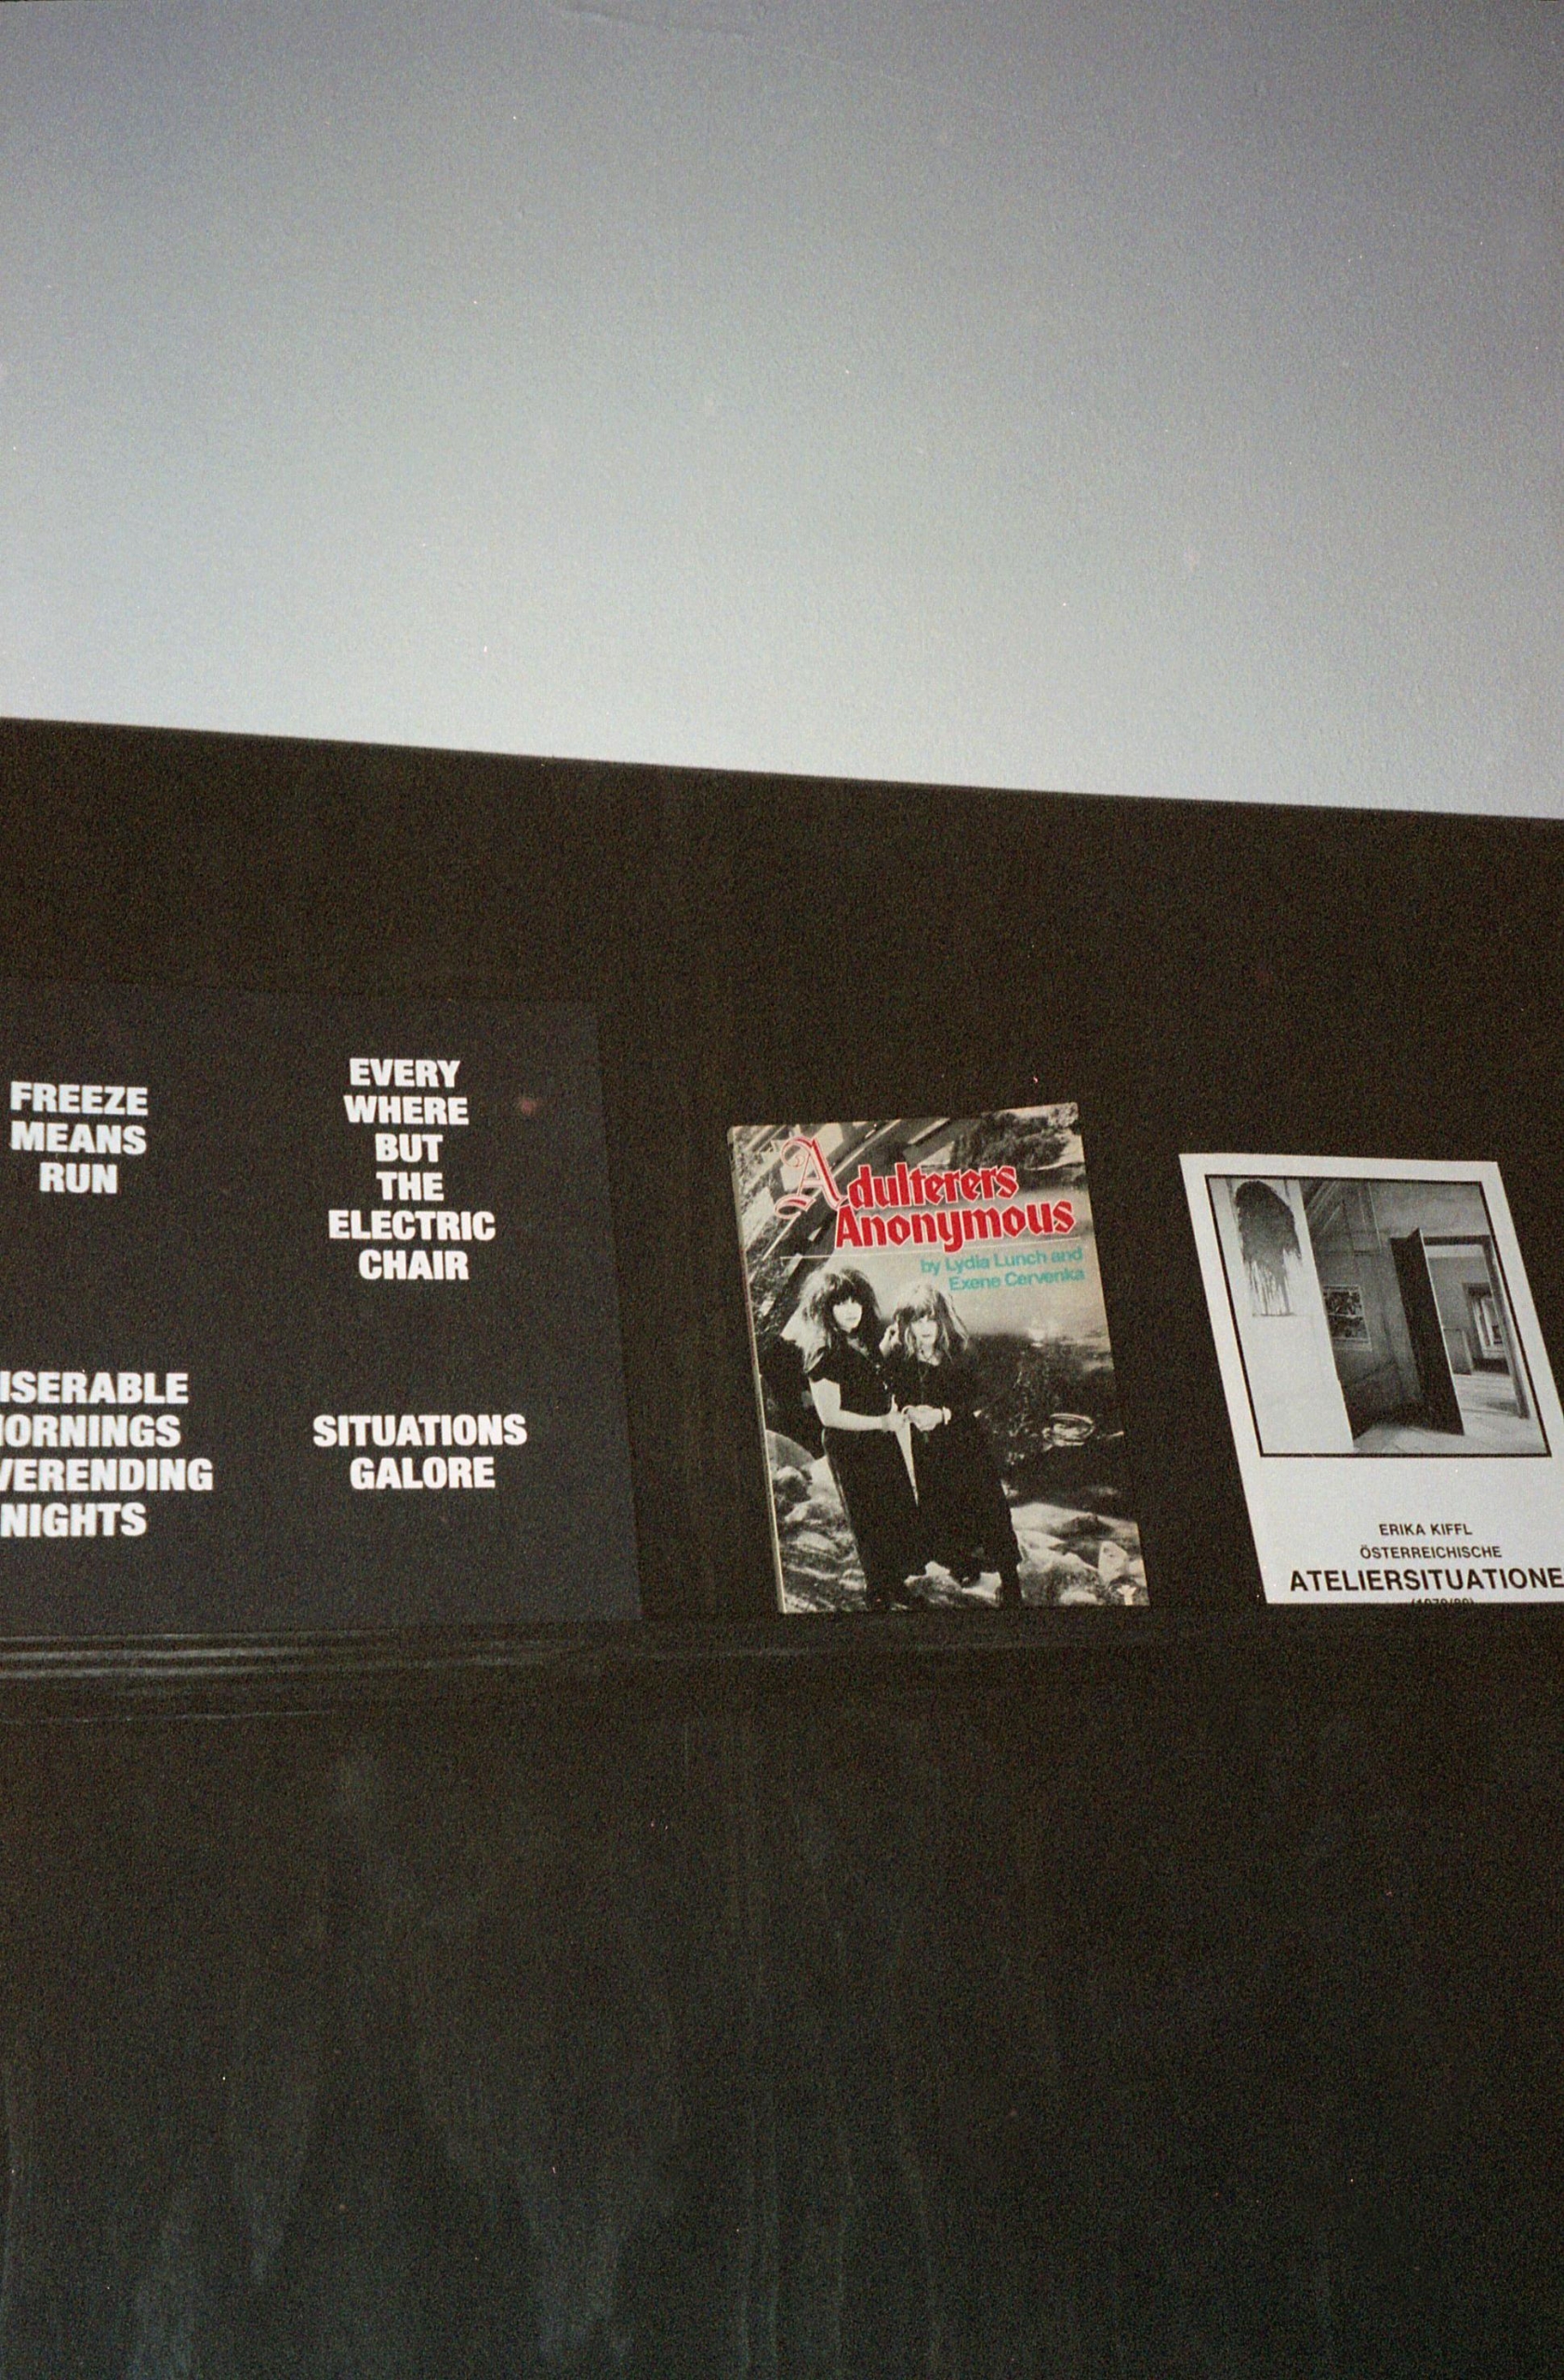 FREEZE
MEANS
RUN
EVERY
WHERE
BUT
THE
ELECTRIC
CHAIR
ISERABLE
ORNINGS
VERENDING
NIGHTS
SITUATIONS
GALORE
Adulterers
Anonymous
by Lydia Lunch and
Exene Cervenka
ERIKA KIFFL
ÖSTERREICHISCHE
ATELIERSITUATIONE